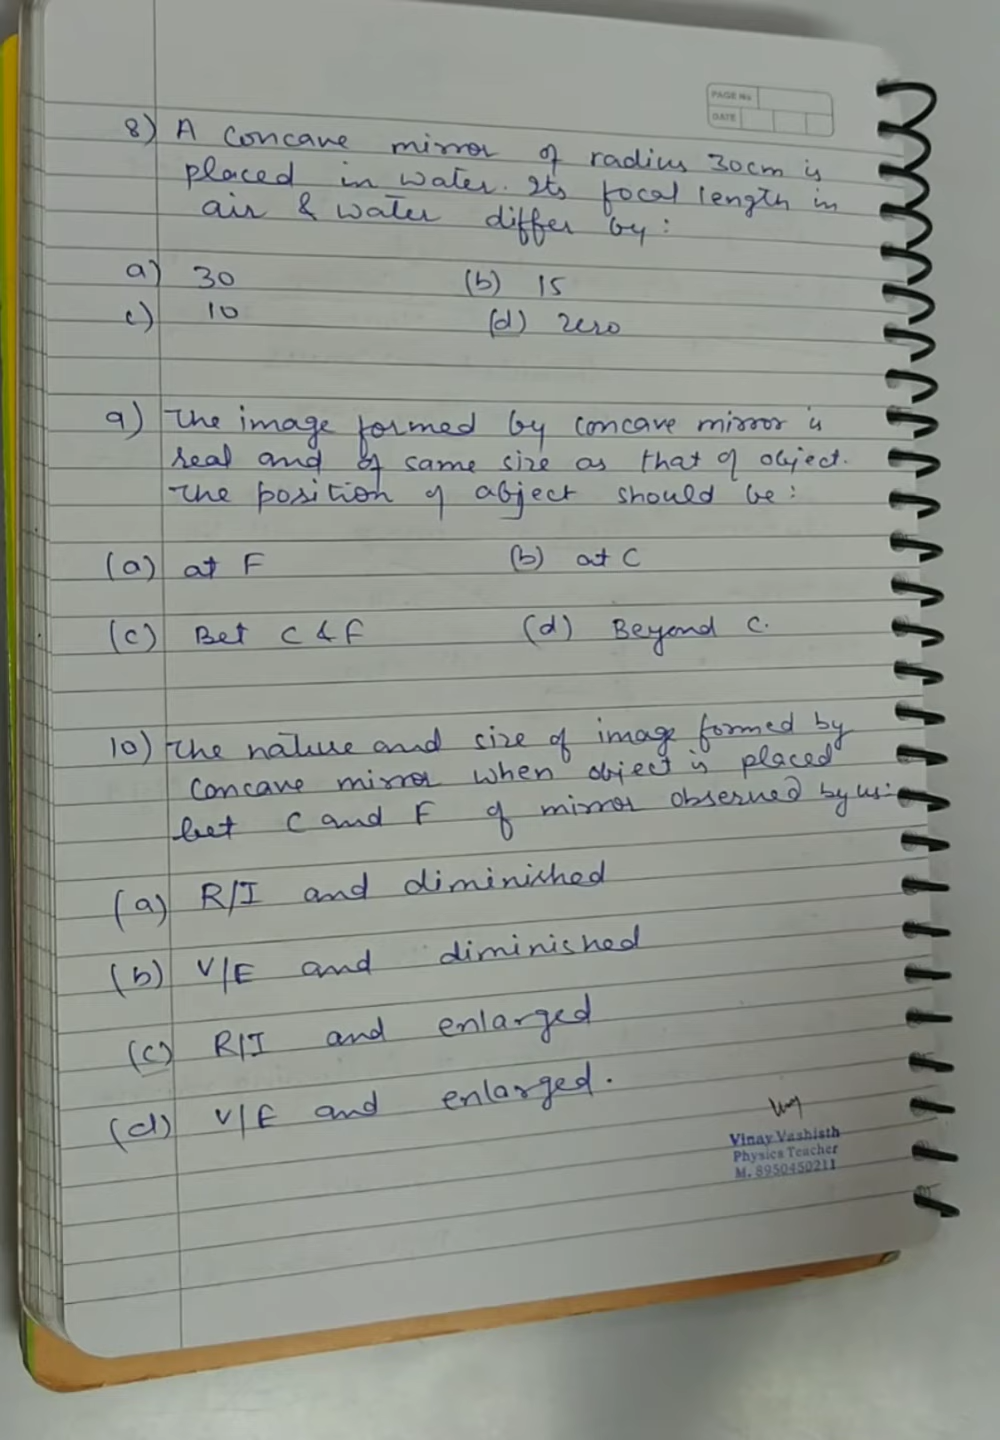 PAGE No
DATE
8) A concave mirror of radius 30cm is
placed in water. Its focal length in
air & water differ by:
a) 30 (b) 15
c) 10 (d) zero
9) The image formed by concave mirror is
real and of same size as that of object.
The position of object should be:
(a) at F (b) at C
(c) Bet C & F (d) Beyond C.
10) The nature and size of image formed by
concave mirror when object is placed
bet C and F of mirror observed by us:
(a) R/I and diminished
(b) V/E and diminished
(c) R/I and enlarged
(d) V/E and enlarged.
Vinay Vashisth
Physics Teacher
M. 8950450211